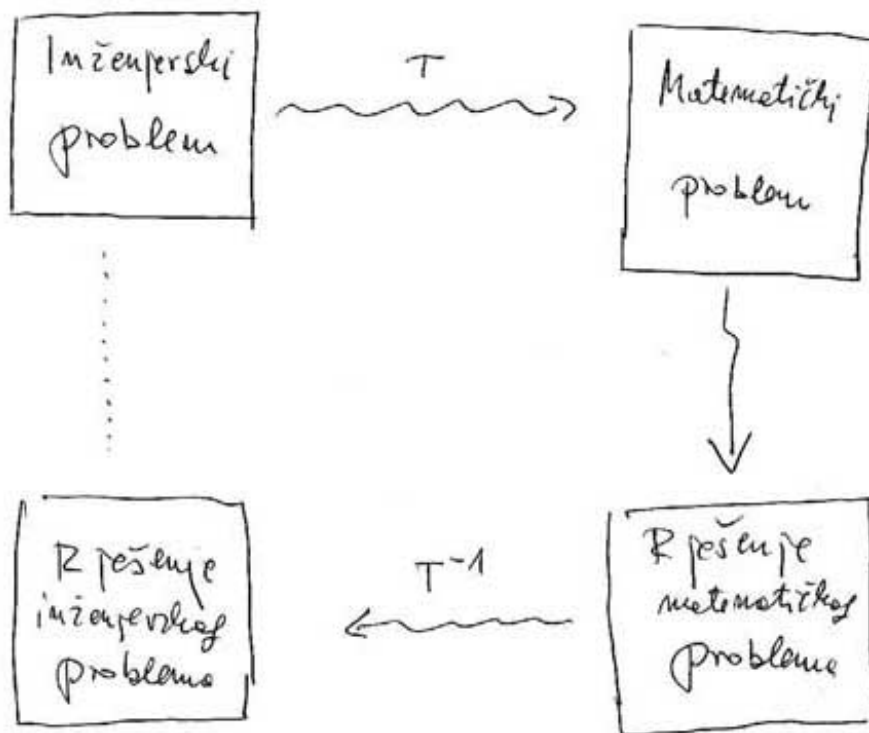 Inženjerski
problem
T
Matematički
problem
Rješenje
inženjerskog
problema
T⁻¹
Rješenje
matematičkog
problema